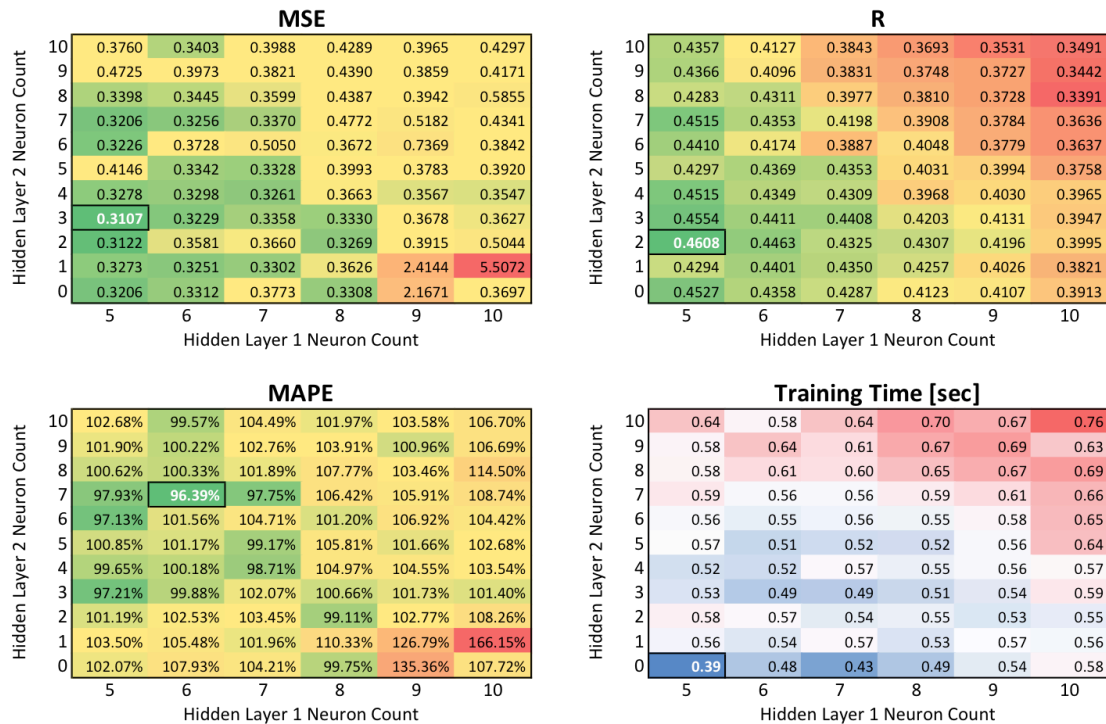 MSE
Hidden Layer 2 Neuron Count
10 0.3760 0.3403 0.3988 0.4289 0.3965 0.4297
9 0.4725 0.3973 0.3821 0.4390 0.3859 0.4171
8 0.3398 0.3445 0.3599 0.4387 0.3942 0.5855
7 0.3206 0.3256 0.3370 0.4772 0.5182 0.4341
6 0.3226 0.3728 0.5050 0.3672 0.7369 0.3842
5 0.4146 0.3342 0.3328 0.3993 0.3783 0.3920
4 0.3278 0.3298 0.3261 0.3663 0.3567 0.3547
3 0.3107 0.3229 0.3358 0.3330 0.3678 0.3627
2 0.3122 0.3581 0.3660 0.3269 0.3915 0.5044
1 0.3273 0.3251 0.3302 0.3626 2.4144 5.5072
0 0.3206 0.3312 0.3773 0.3308 2.1671 0.3697
5 6 7 8 9 10
Hidden Layer 1 Neuron Count
R
Hidden Layer 2 Neuron Count
10 0.4357 0.4127 0.3843 0.3693 0.3531 0.3491
9 0.4366 0.4096 0.3831 0.3748 0.3727 0.3442
8 0.4283 0.4311 0.3977 0.3810 0.3728 0.3391
7 0.4515 0.4353 0.4198 0.3908 0.3784 0.3636
6 0.4410 0.4174 0.3887 0.4048 0.3779 0.3637
5 0.4297 0.4369 0.4353 0.4031 0.3994 0.3758
4 0.4515 0.4349 0.4309 0.3968 0.4030 0.3965
3 0.4554 0.4411 0.4408 0.4203 0.4131 0.3947
2 0.4608 0.4463 0.4325 0.4307 0.4196 0.3995
1 0.4294 0.4401 0.4350 0.4257 0.4026 0.3821
0 0.4527 0.4358 0.4287 0.4123 0.4107 0.3913
5 6 7 8 9 10
Hidden Layer 1 Neuron Count
MAPE
Hidden Layer 2 Neuron Count
10 102.68% 99.57% 104.49% 101.97% 103.58% 106.70%
9 101.90% 100.22% 102.76% 103.91% 100.96% 106.69%
8 100.62% 100.33% 101.89% 107.77% 103.46% 114.50%
7 97.93% 96.39% 97.75% 106.42% 105.91% 108.74%
6 97.13% 101.56% 104.71% 101.20% 106.92% 104.42%
5 100.85% 101.17% 99.17% 105.81% 101.66% 102.68%
4 99.65% 100.18% 98.71% 104.97% 104.55% 103.54%
3 97.21% 99.88% 102.07% 100.66% 101.73% 101.40%
2 101.19% 102.53% 103.45% 99.11% 102.77% 108.26%
1 103.50% 105.48% 101.96% 110.33% 126.79% 166.15%
0 102.07% 107.93% 104.21% 99.75% 135.36% 107.72%
5 6 7 8 9 10
Hidden Layer 1 Neuron Count
Training Time [sec]
Hidden Layer 2 Neuron Count
10 0.64 0.58 0.64 0.70 0.67 0.76
9 0.58 0.64 0.61 0.67 0.69 0.63
8 0.58 0.61 0.60 0.65 0.67 0.69
7 0.59 0.56 0.56 0.59 0.61 0.66
6 0.56 0.55 0.56 0.55 0.58 0.65
5 0.57 0.51 0.52 0.52 0.56 0.64
4 0.52 0.52 0.57 0.55 0.56 0.57
3 0.53 0.49 0.49 0.51 0.54 0.59
2 0.58 0.57 0.54 0.55 0.53 0.55
1 0.56 0.54 0.57 0.53 0.57 0.56
0 0.39 0.48 0.43 0.49 0.54 0.58
5 6 7 8 9 10
Hidden Layer 1 Neuron Count